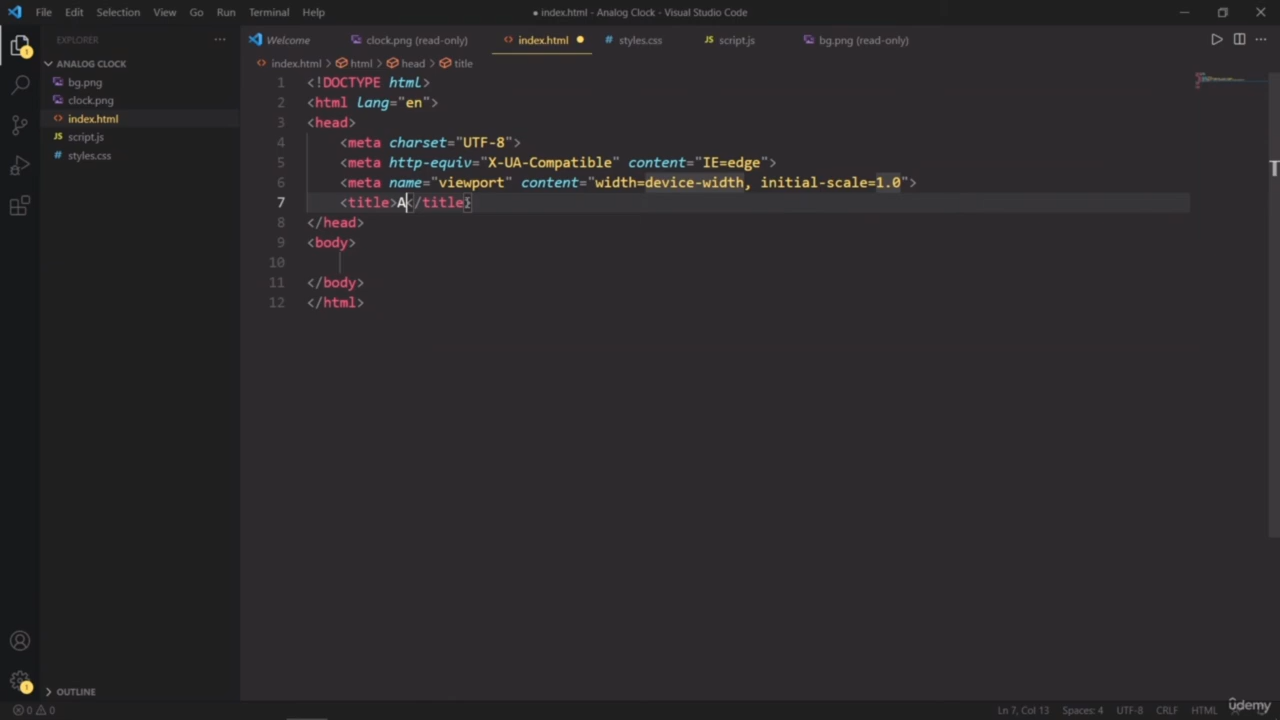 File Edit Selection View Go Run Terminal Help
● index.html - Analog Clock - Visual Studio Code
EXPLORER ···
Welcome
clock.png (read-only)
index.html ●
styles.css
script.js
bg.png (read-only)
ANALOG CLOCK
bg.png
clock.png
index.html
script.js
styles.css
index.html > html > head > title
1 <!DOCTYPE html>
2 <html lang="en">
3 <head>
4 <meta charset="UTF-8">
5 <meta http-equiv="X-UA-Compatible" content="IE=edge">
6 <meta name="viewport" content="width=device-width, initial-scale=1.0">
7 <title>A</title>
8 </head>
9 <body>
10
11 </body>
12 </html>
1
1
OUTLINE
0 0
Ln 7, Col 13 Spaces: 4 UTF-8 CRLF HTML
udemy